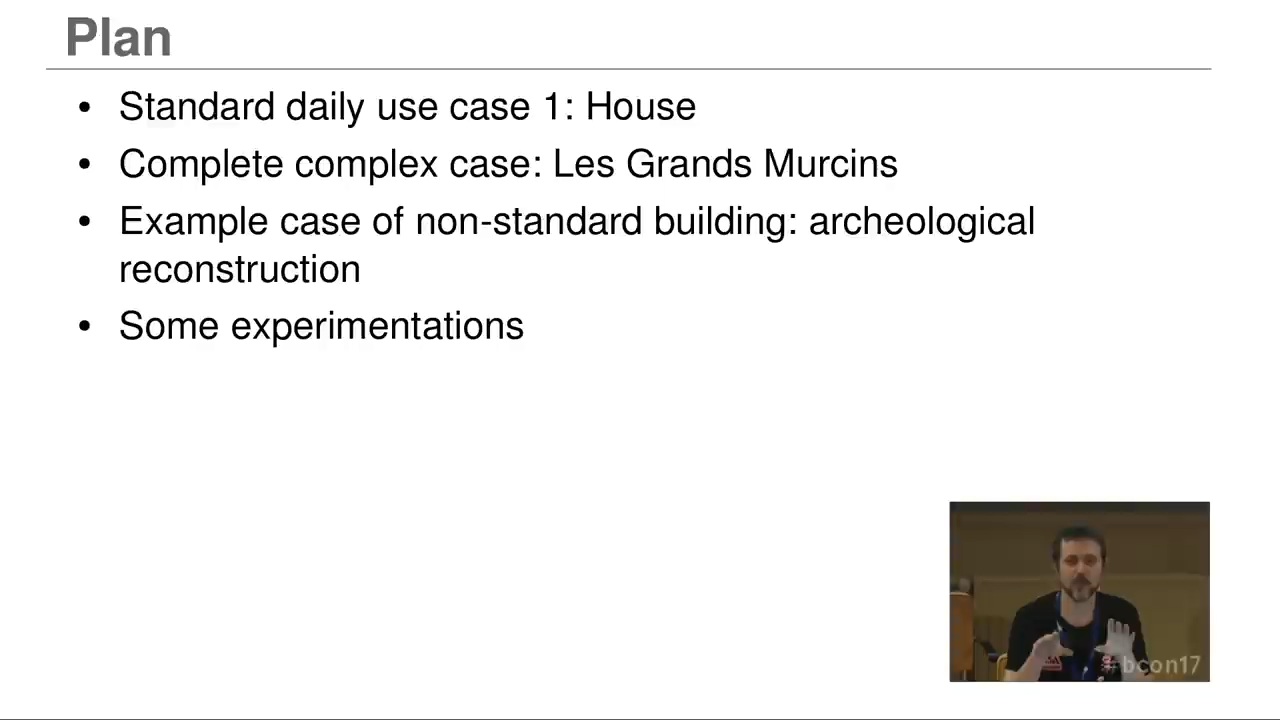 Plan
• Standard daily use case 1: House
• Complete complex case: Les Grands Murcins
• Example case of non-standard building: archeological
reconstruction
• Some experimentations
#bcon17